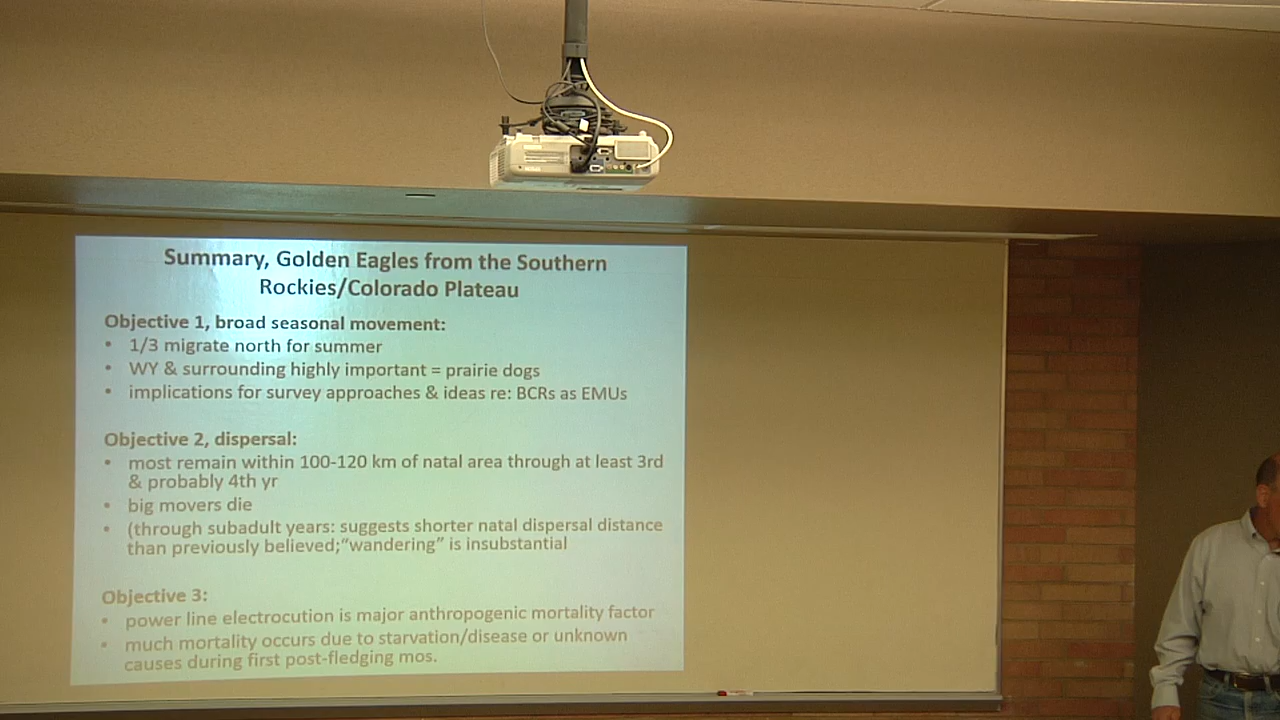 Summary, Golden Eagles from the Southern
Rockies/Colorado Plateau
Objective 1, broad seasonal movement:
• 1/3 migrate north for summer
• WY & surrounding highly important = prairie dogs
• implications for survey approaches & ideas re: BCRs as EMUs
Objective 2, dispersal:
• most remain within 100-120 km of natal area through at least 3rd
& probably 4th yr
• big movers die
• (through subadult years: suggests shorter natal dispersal distance
than previously believed;“wandering” is insubstantial
Objective 3:
• power line electrocution is major anthropogenic mortality factor
• much mortality occurs due to starvation/disease or unknown
causes during first post-fledging mos.